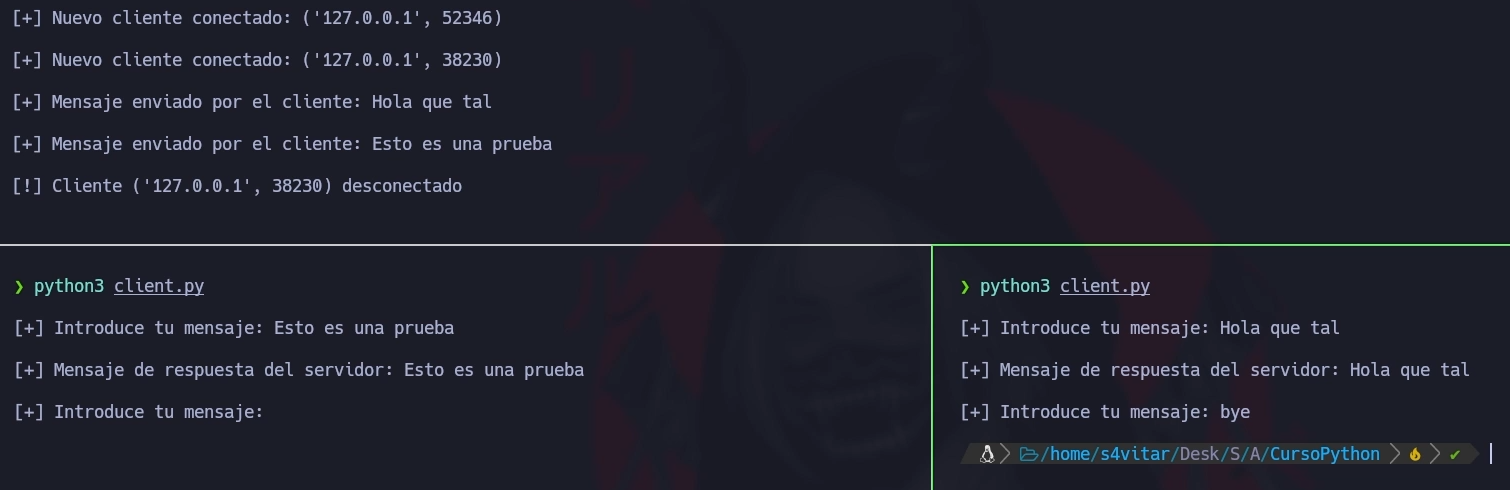 [+] Nuevo cliente conectado: ('127.0.0.1', 52346)
[+] Nuevo cliente conectado: ('127.0.0.1', 38230)
[+] Mensaje enviado por el cliente: Hola que tal
[+] Mensaje enviado por el cliente: Esto es una prueba
[!] Cliente ('127.0.0.1', 38230) desconectado
❯ python3 client.py
[+] Introduce tu mensaje: Esto es una prueba
[+] Mensaje de respuesta del servidor: Esto es una prueba
[+] Introduce tu mensaje:
❯ python3 client.py
[+] Introduce tu mensaje: Hola que tal
[+] Mensaje de respuesta del servidor: Hola que tal
[+] Introduce tu mensaje: bye
/home/s4vitar/Desk/S/A/CursoPython